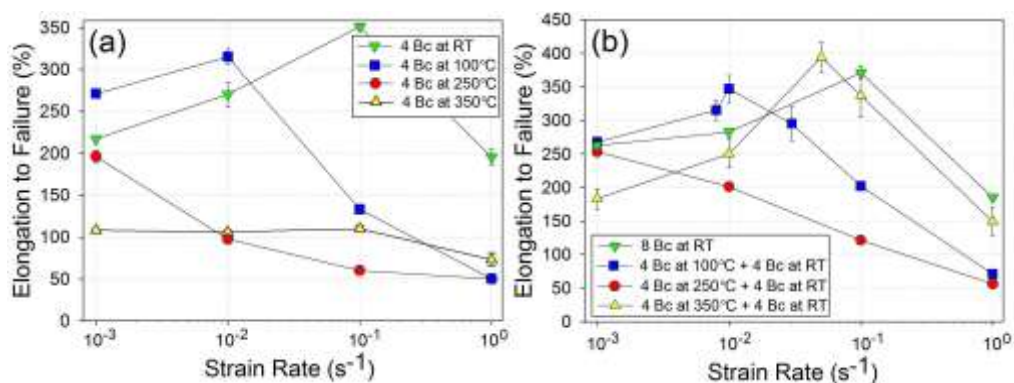 (a)
Elongation to Failure (%)
350
300
250
200
150
100
50
0
4 Bc at RT
4 Bc at 100°C
4 Bc at 250°C
4 Bc at 350°C
10⁻³
10⁻²
10⁻¹
10⁰
Strain Rate (s⁻¹)
(b)
Elongation to Failure (%)
450
400
350
300
250
200
150
100
50
0
8 Bc at RT
4 Bc at 100°C + 4 Bc at RT
4 Bc at 250°C + 4 Bc at RT
4 Bc at 350°C + 4 Bc at RT
10⁻³
10⁻²
10⁻¹
10⁰
Strain Rate (s⁻¹)